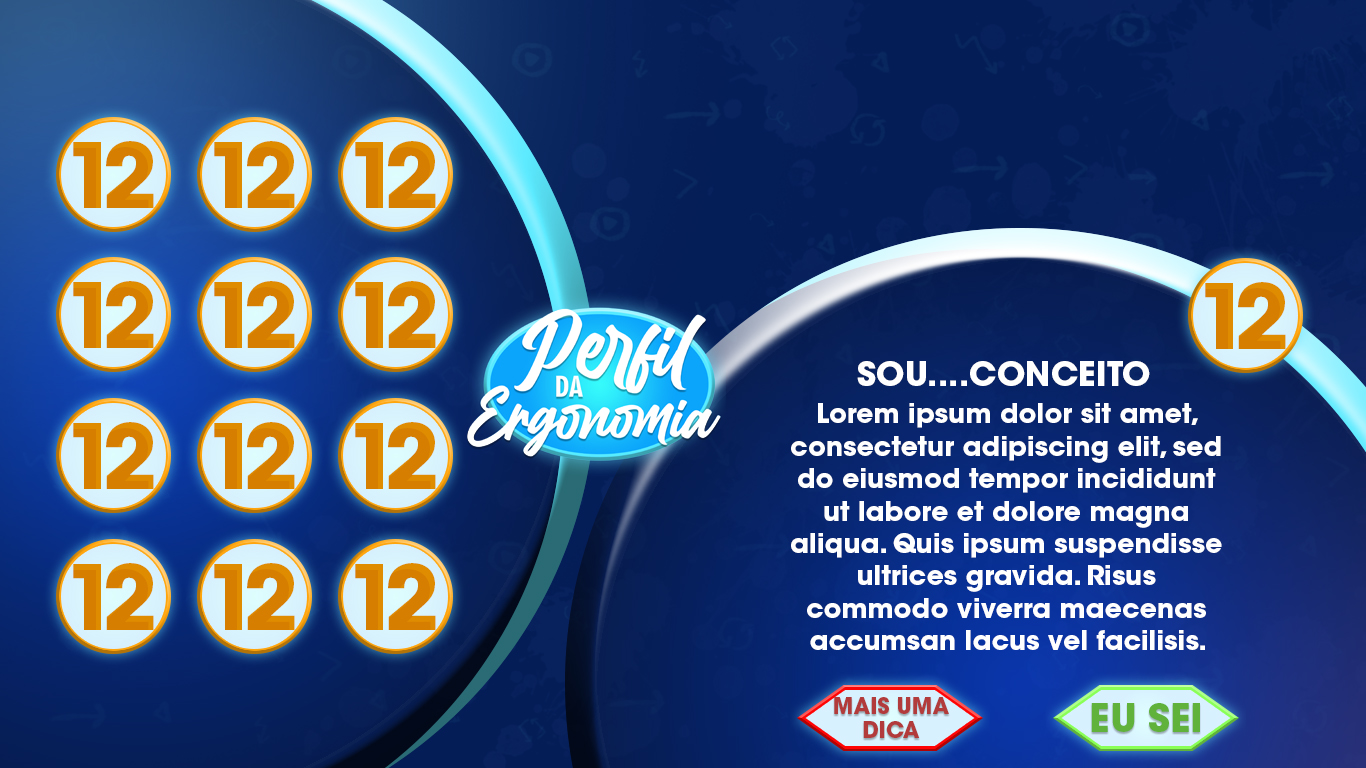 12 12 12
12 12 12
12 12 12
12 12 12
Perfil
DA
Ergonomia
12
SOU....CONCEITO
Lorem ipsum dolor sit amet,
consectetur adipiscing elit, sed
do eiusmod tempor incididunt
ut labore et dolore magna
aliqua. Quis ipsum suspendisse
ultrices gravida. Risus
commodo viverra maecenas
accumsan lacus vel facilisis.
MAIS UMA
DICA
EU SEI